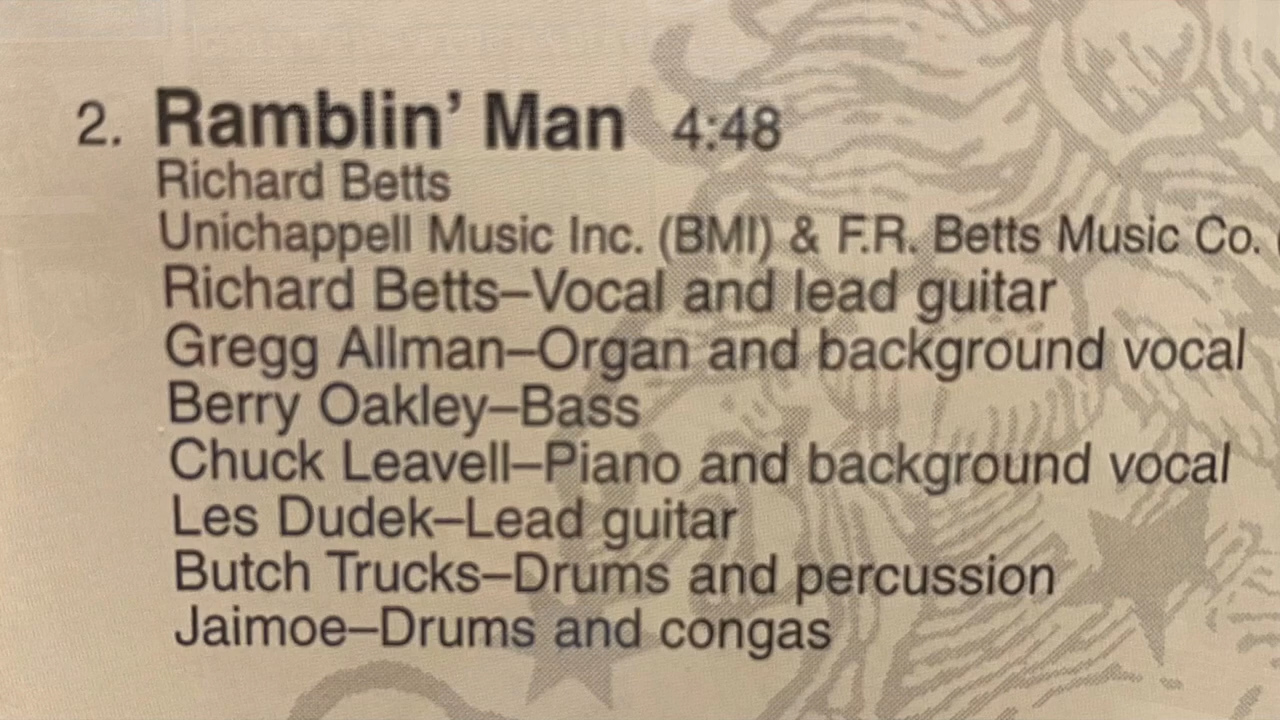 2. Ramblin' Man 4:48
Richard Betts
Unichappell Music Inc. (BMI) & F.R. Betts Music Co. (
Richard Betts–Vocal and lead guitar
Gregg Allman–Organ and background vocal
Berry Oakley–Bass
Chuck Leavell–Piano and background vocal
Les Dudek–Lead guitar
Butch Trucks–Drums and percussion
Jaimoe–Drums and congas